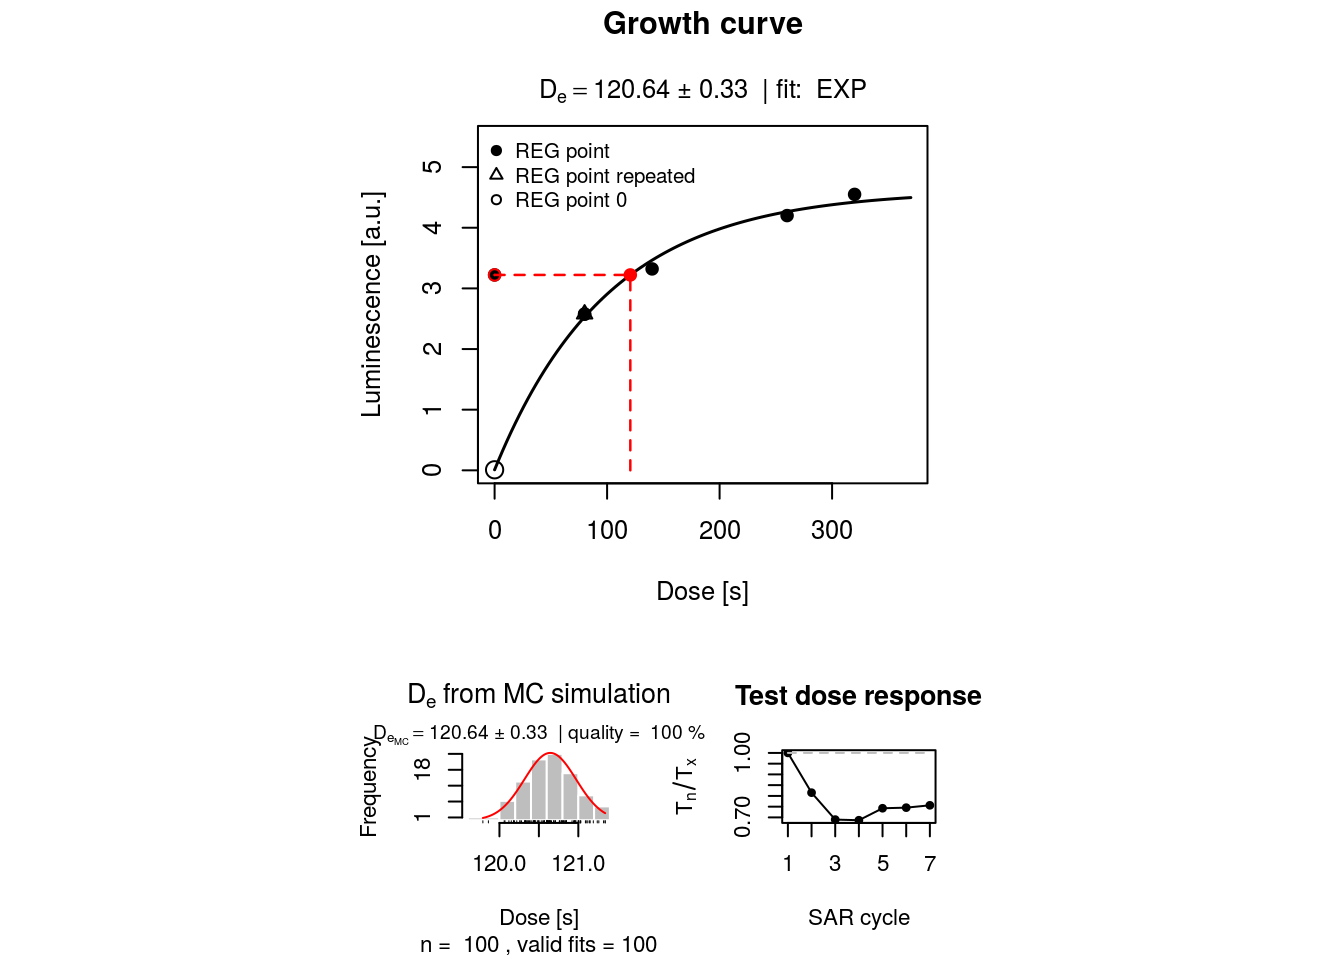 Growth curve
De = 120.64 ± 0.33 | fit: EXP
REG point
REG point repeated
REG point 0
Luminescence [a.u.]
5
4
3
2
1
0
0 100 200 300
Dose [s]
De from MC simulation
DeMC = 120.64 ± 0.33 | quality = 100 %
Frequency
18
1
120.0 121.0
Dose [s]
n = 100 , valid fits = 100
Test dose response
Tn/Tx
1.00
0.70
1 3 5 7
SAR cycle